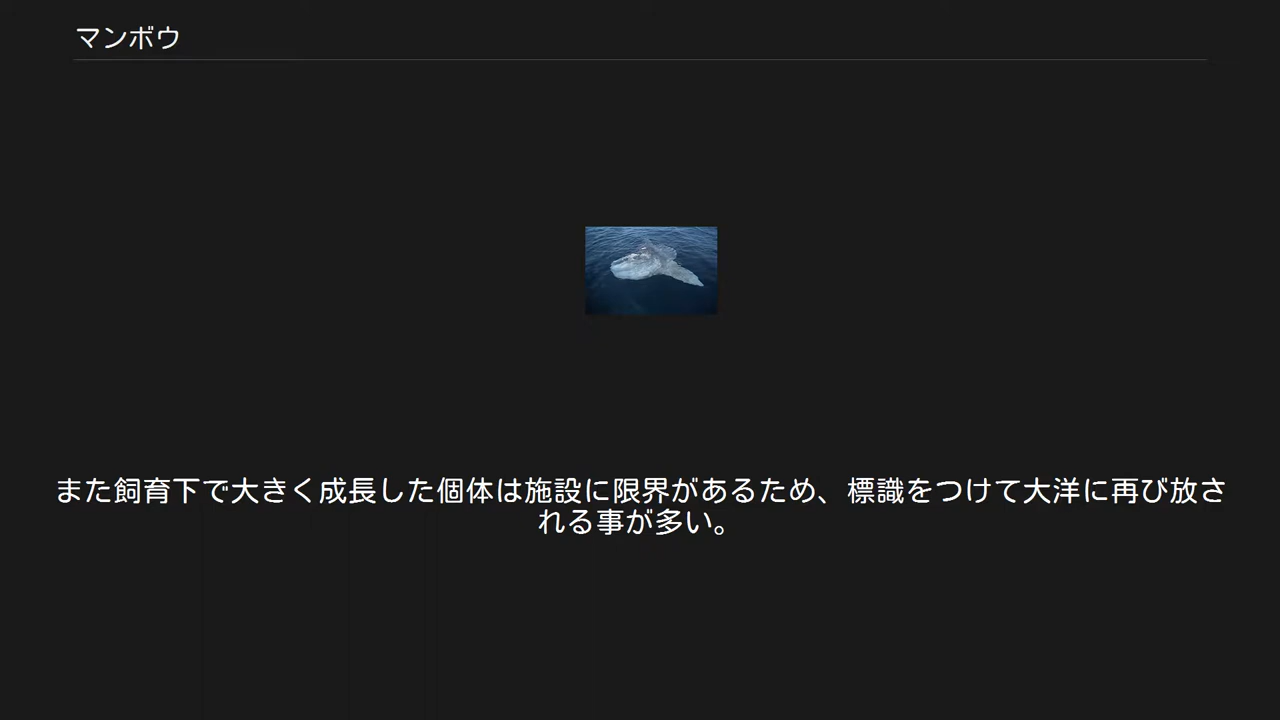 マンボウ
また飼育下で大きく成長した個体は施設に限界があるため、標識をつけて大洋に再び放さ
れる事が多い。